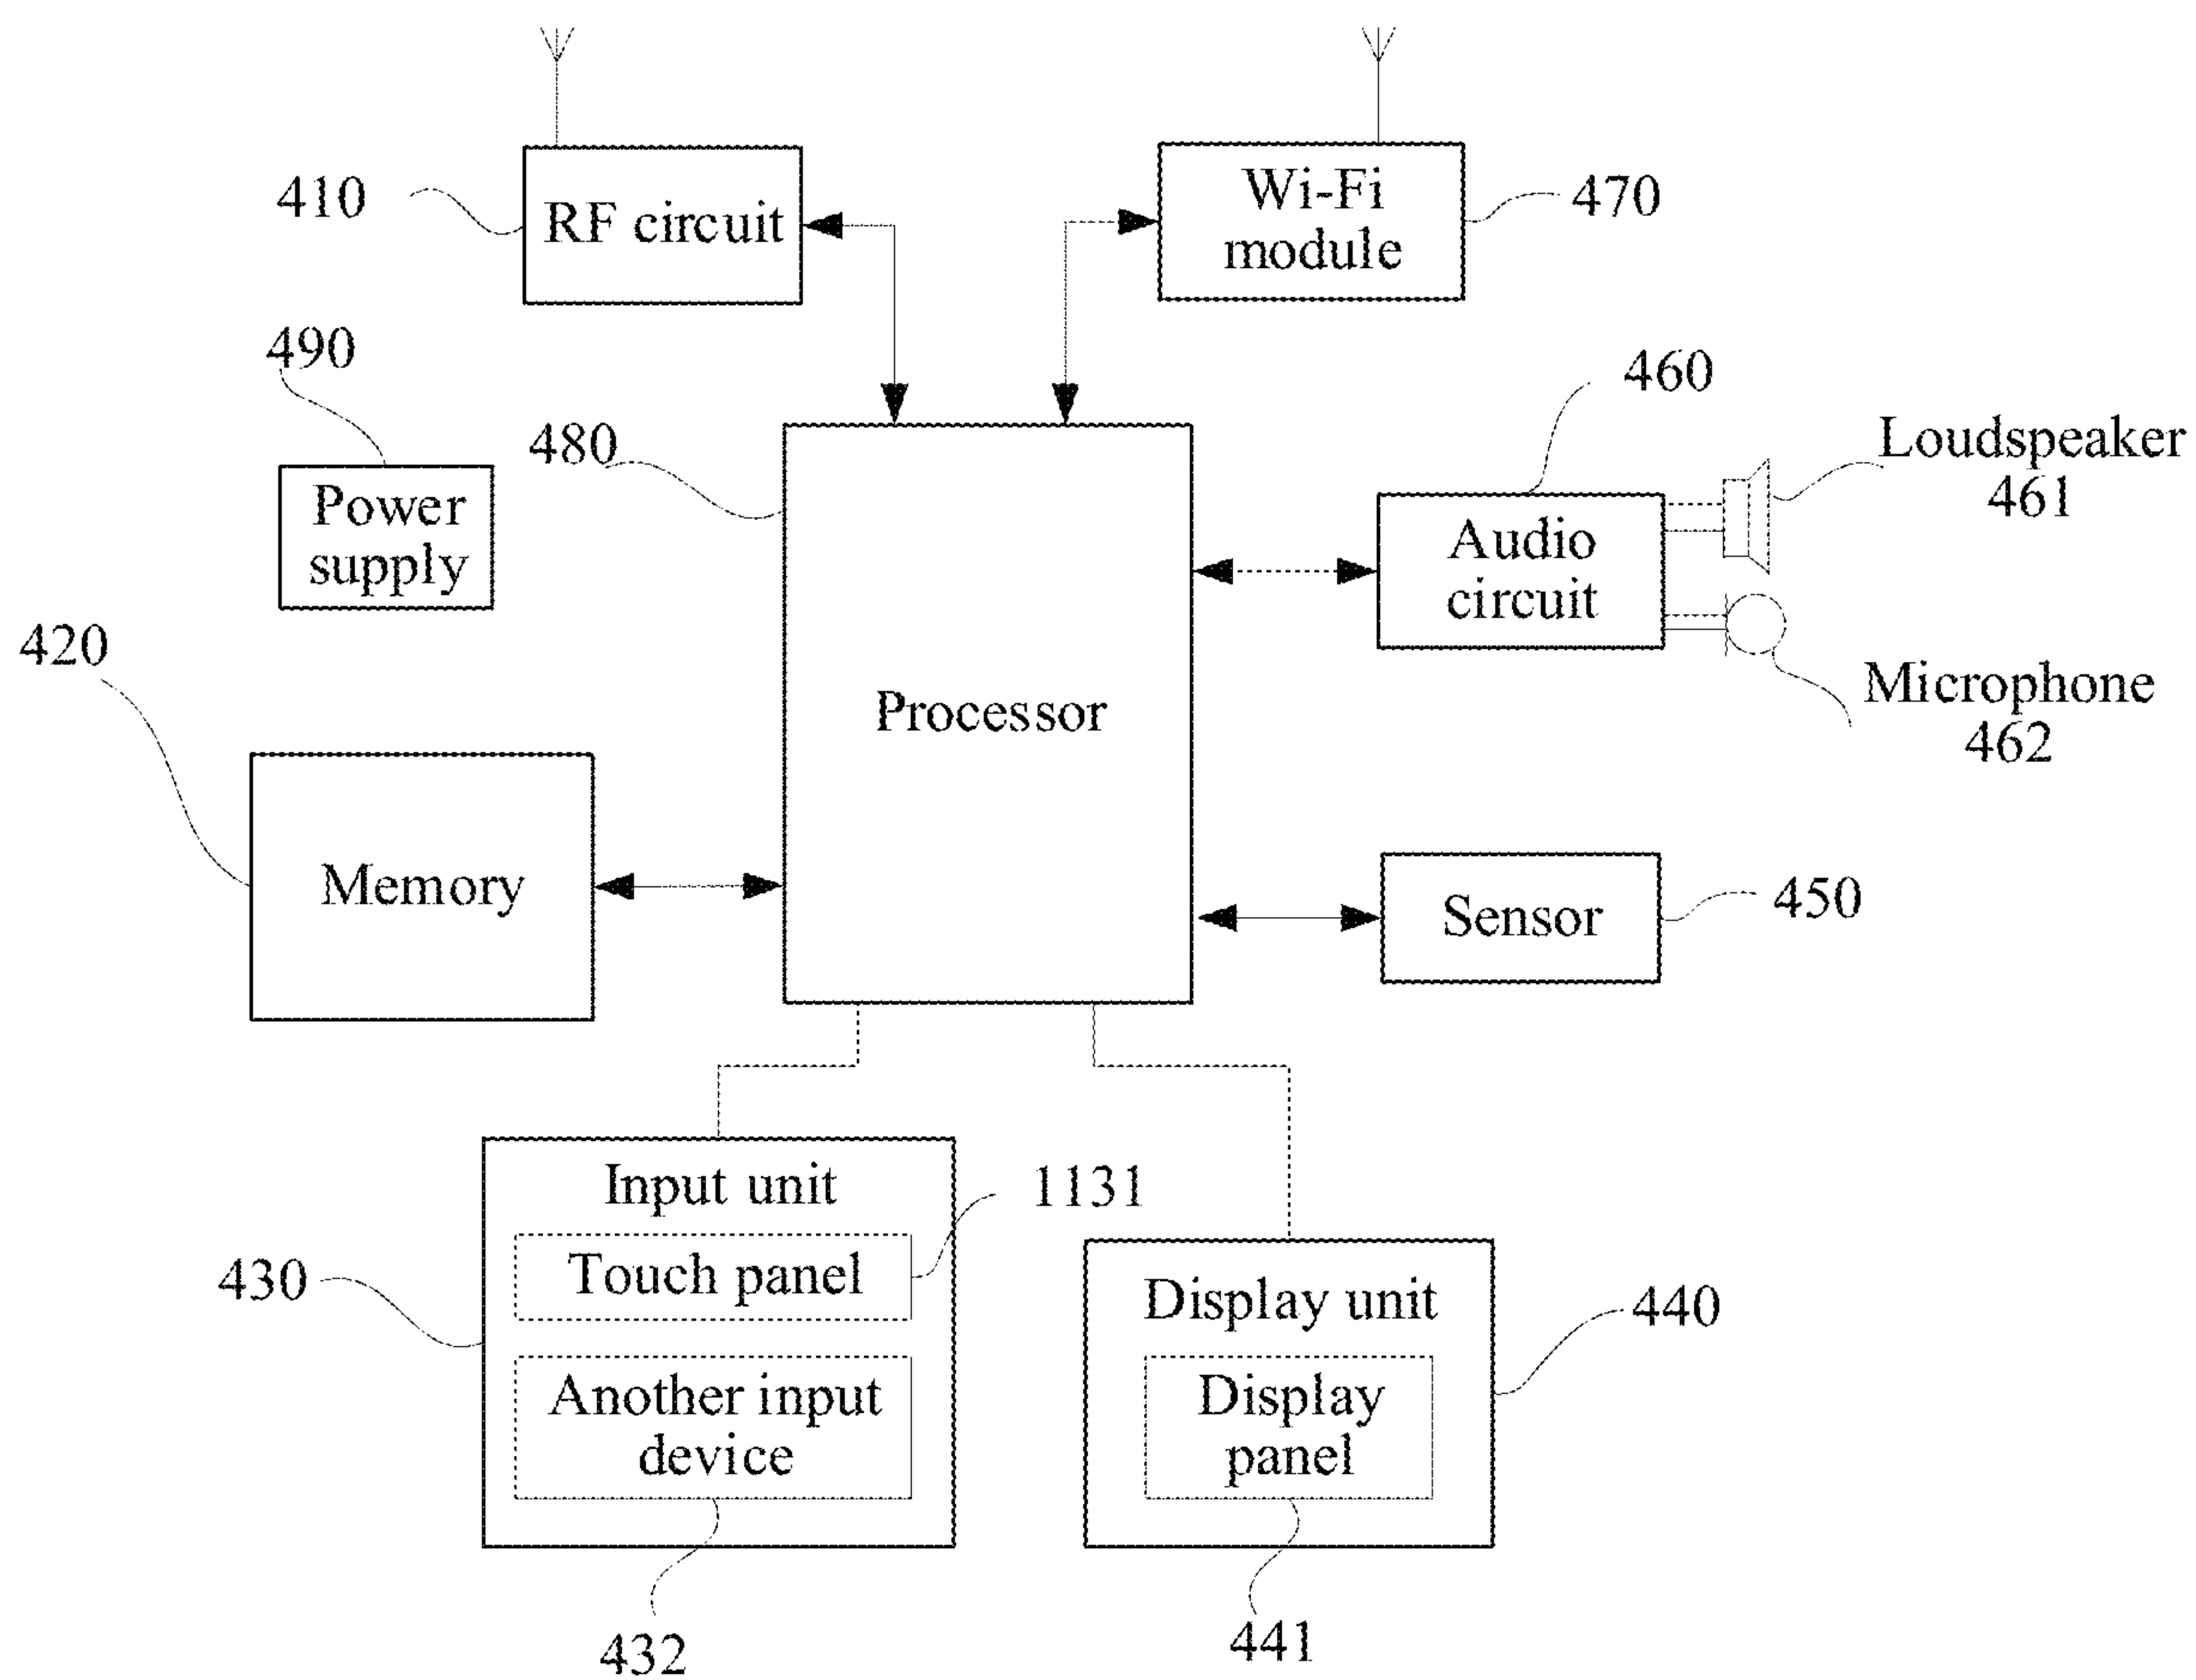 410
RF circuit
Wi-Fi
module
470
490
Power
supply
480
Processor
460
Audio
circuit
Loudspeaker
461
Microphone
462
420
Memory
Sensor
450
Input unit
1131
Touch panel
430
Another input
device
432
Display unit
440
Display
panel
441